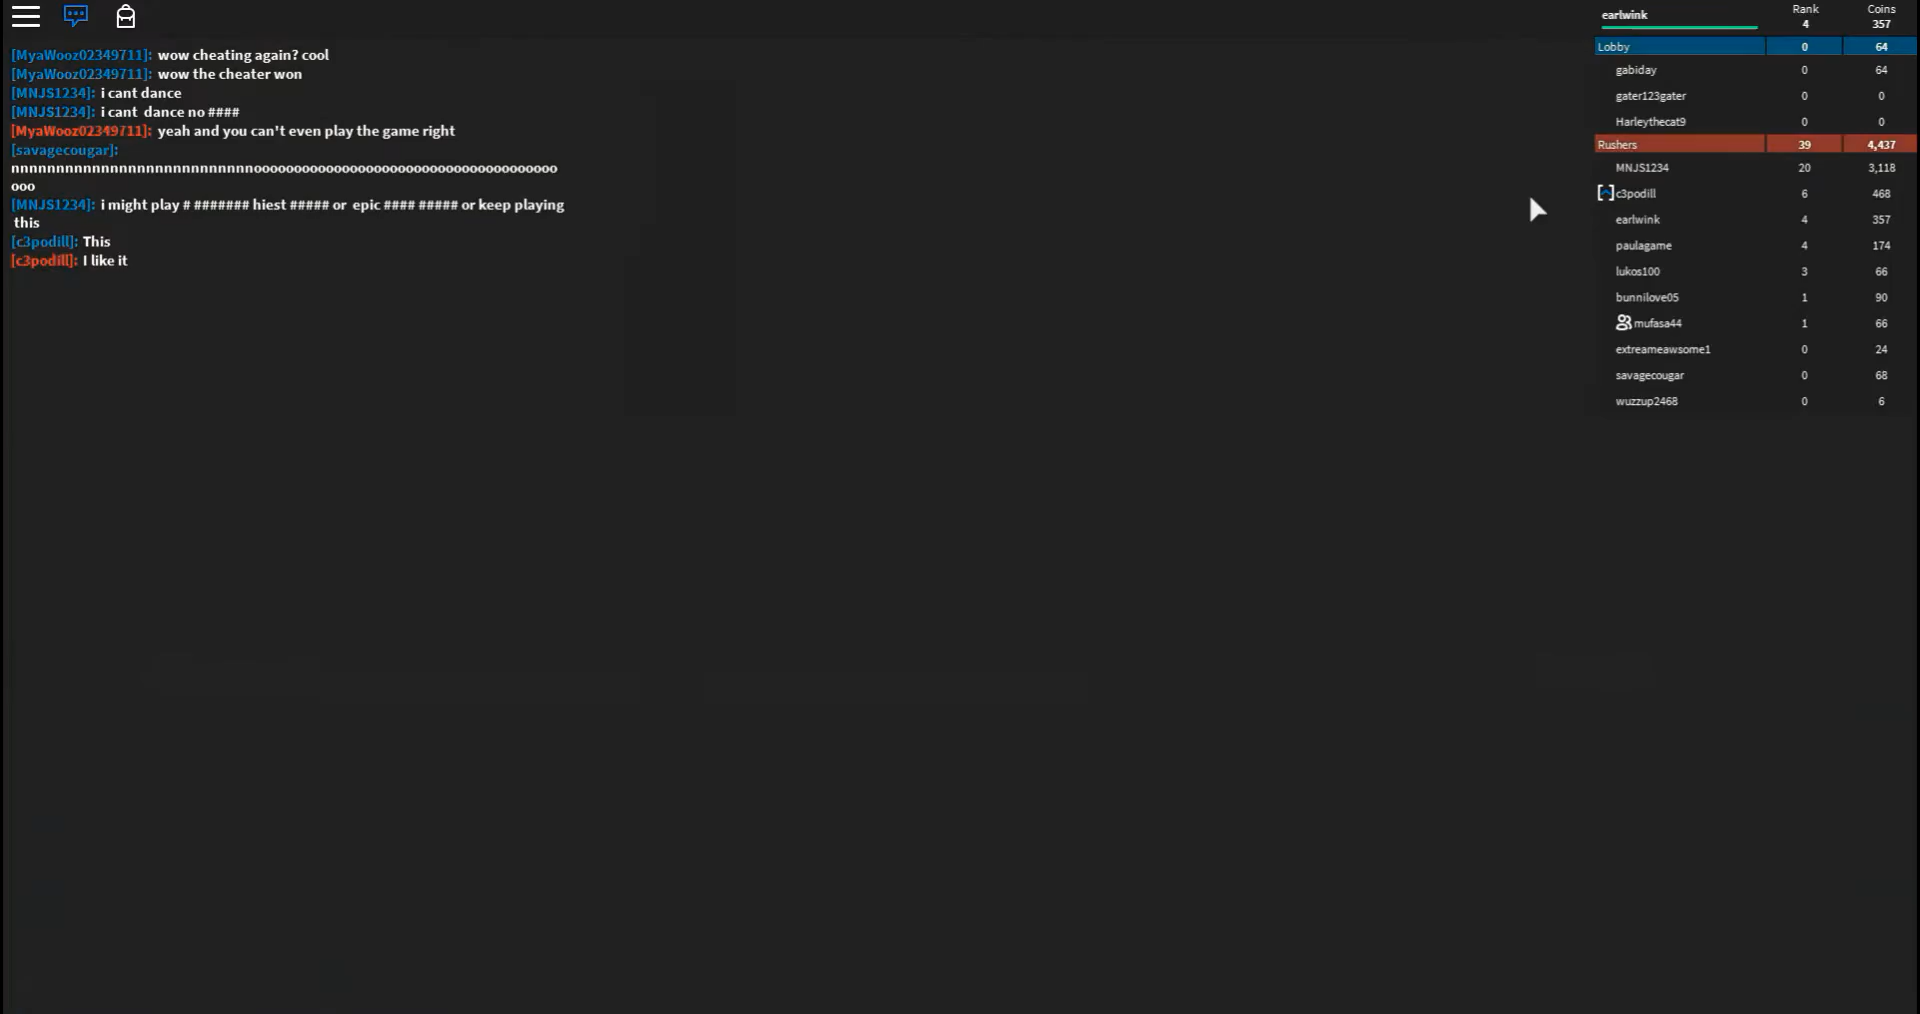 earlwink Rank Coins
4 357
[MyaWooz02349711]: wow cheating again? cool
[MyaWooz02349711]: wow the cheater won
[MNJS1234]: i cant dance
[MNJS1234]: i cant dance no ####
[MyaWooz02349711]: yeah and you can't even play the game right
[savagecougar]:
nnnnnnnnnnnnnnnnnnnnnnnnnnnooooooooooooooooooooooooooooooooooooo
ooo
[MNJS1234]: i might play # ####### hiest ##### or epic #### ##### or keep playing
this
[c3podill]: This
[c3podill]: I like it
Lobby 0 64
gabiday 0 64
gater123gater 0 0
Harleythecat9 0 0
Rushers 39 4,437
MNJS1234 20 3,118
c3podill 6 468
earlwink 4 357
paulagame 4 174
lukos100 3 66
bunnilove05 1 90
mufasa44 1 66
extreameawsome1 0 24
savagecougar 0 68
wuzzup2468 0 6